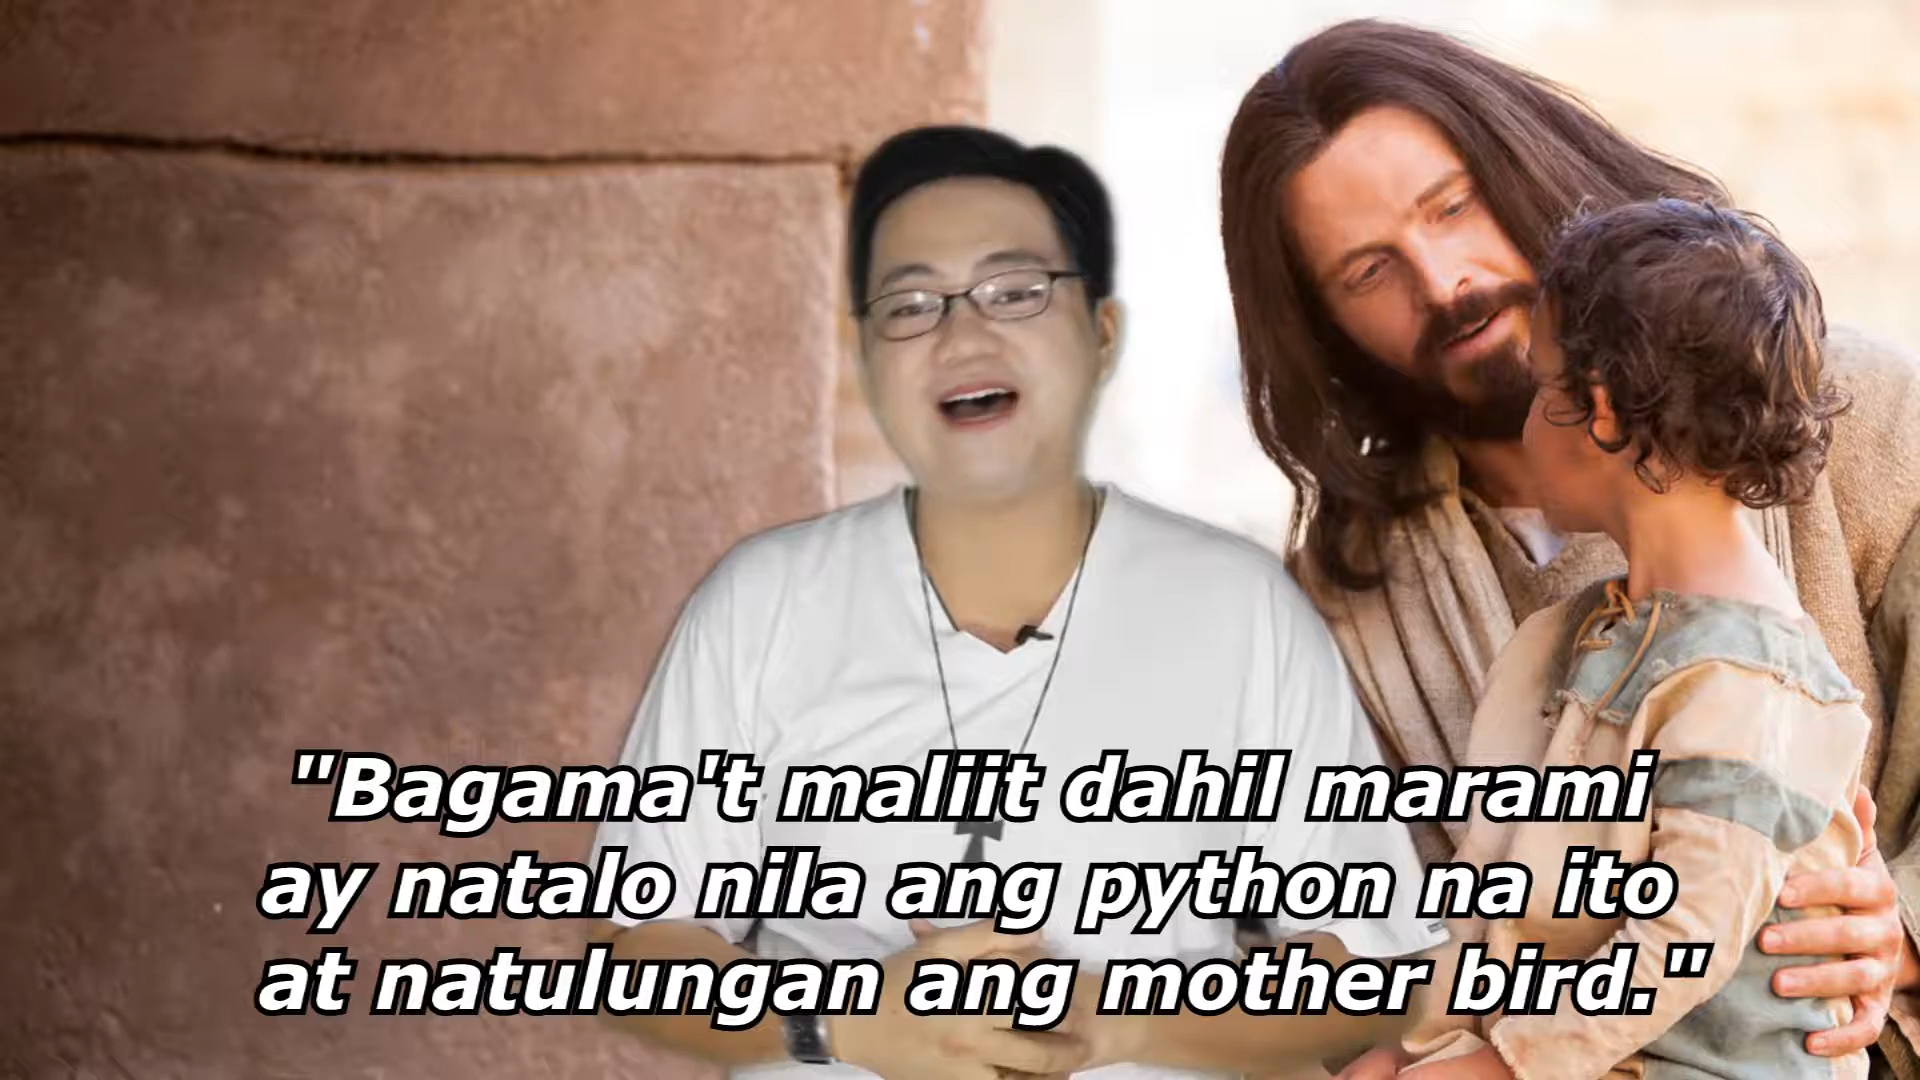 "Bagama't maliit dahil marami
ay natalo nila ang python na ito
at natulungan ang mother bird."